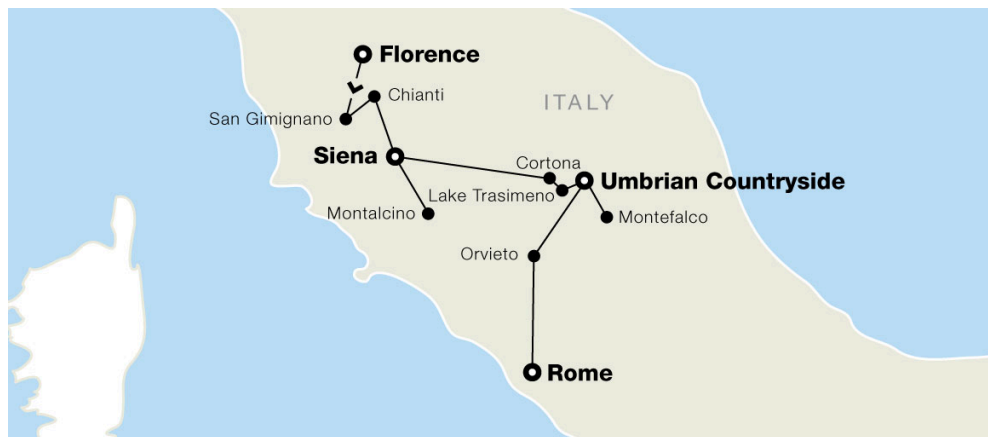 Florence
Chianti
ITALY
San Gimignano
Siena
Cortona
Umbrian Countryside
Lake Trasimeno
Montalcino
Montefalco
Orvieto
Rome